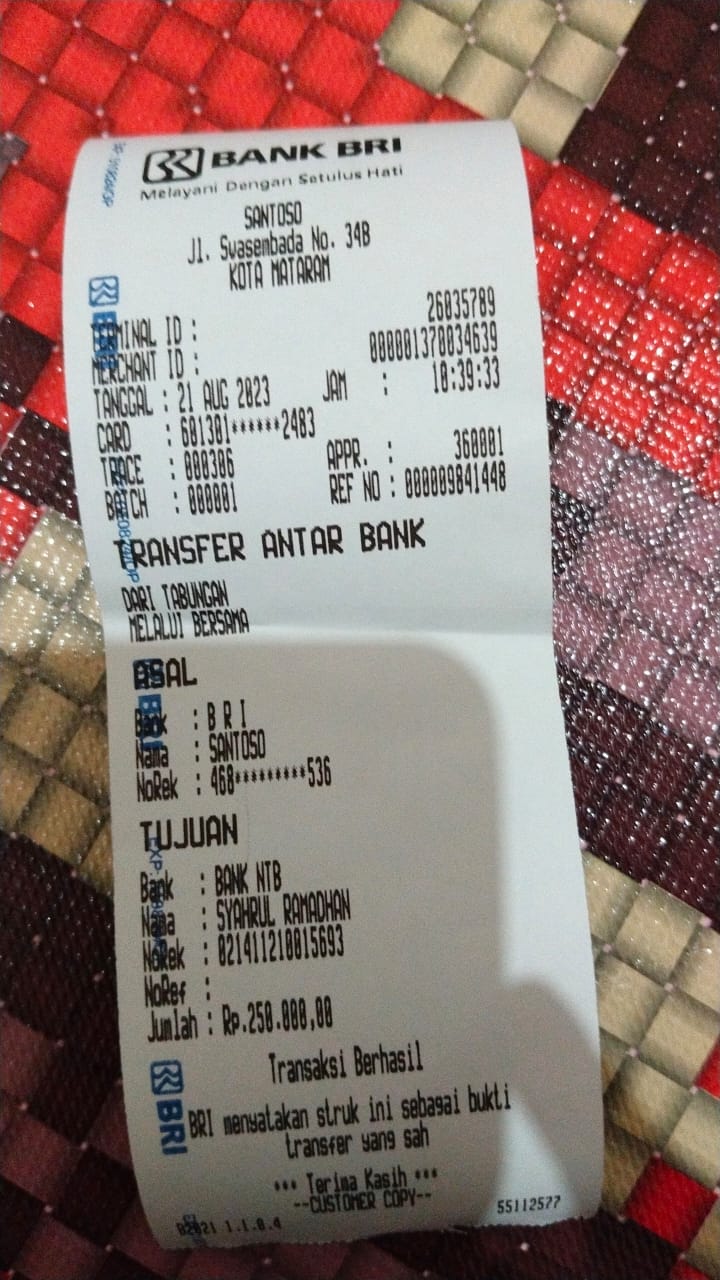 BANK BRI
Melayani Dengan Setulus Hati
SANTOSO
Jl. Swasembada No. 34B
KOTA MATARAM
TERMINAL ID : 26035789
MERCHANT ID : 000001370034639
TANGGAL : 21 AUG 2023 JAM : 10:39:33
CARD : 601301******2483
TRACE : 000306 APPR. : 360001
BATCH : 000001 REF NO : 000009841448
TRANSFER ANTAR BANK
DARI TABUNGAN
MELALUI BERSAMA
ASAL
Bank : B R I
Nama : SANTOSO
NoRek : 468*********536
TUJUAN
Bank : BANK NTB
Nama : SYAHRUL RAMADHAN
NoRek : 021411210015693
NoRef :
Jumlah : Rp.250.000,00
Transaksi Berhasil
BRI
BRI menyatakan struk ini sebagai bukti
transfer yang sah
*** Terima Kasih ***
--CUSTOMER COPY--
55112577